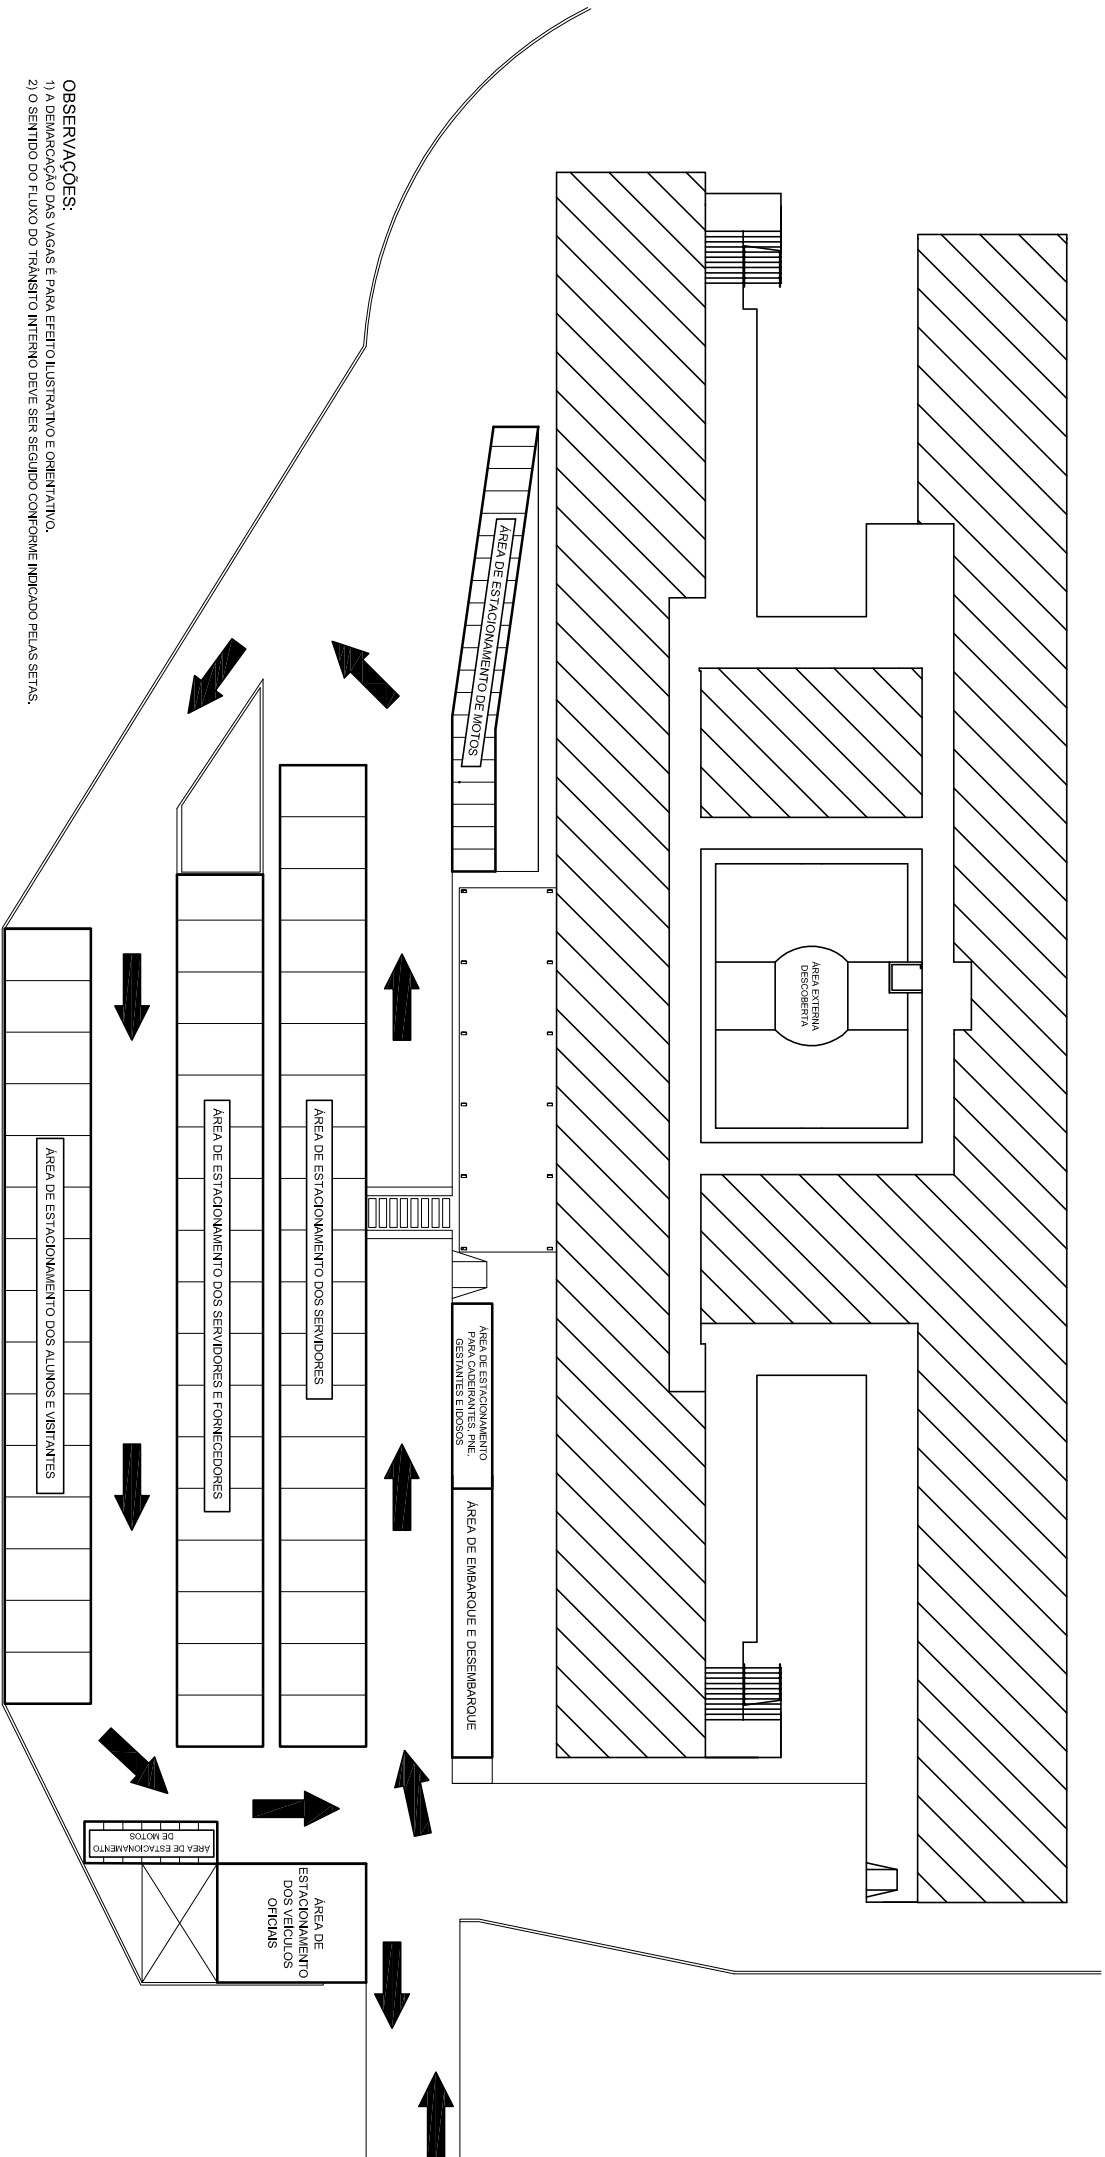 ÁREA EXTERNA
DESCOBERTA
ÁREA DE ESTACIONAMENTO DE MOTOS
ÁREA DE ESTACIONAMENTO
PARA CADEIRANTES, PNE,
GESTANTES E IDOSOS
ÁREA DE EMBARQUE E DESEMBARQUE
ÁREA DE ESTACIONAMENTO DOS SERVIDORES
ÁREA DE ESTACIONAMENTO DOS SERVIDORES E FORNECEDORES
ÁREA DE ESTACIONAMENTO DOS ALUNOS E VISITANTES
ÁREA DE
ESTACIONAMENTO
DOS VEÍCULOS
OFICIAIS
ÁREA DE ESTACIONAMENTO
DE MOTOS
OBSERVAÇÕES:
1) A DEMARCAÇÃO DAS VAGAS É PARA EFEITO ILUSTRATIVO E ORIENTATIVO.
2) O SENTIDO DO FLUXO DO TRÂNSITO INTERNO DEVE SER SEGUIDO CONFORME INDICADO PELAS SETAS.